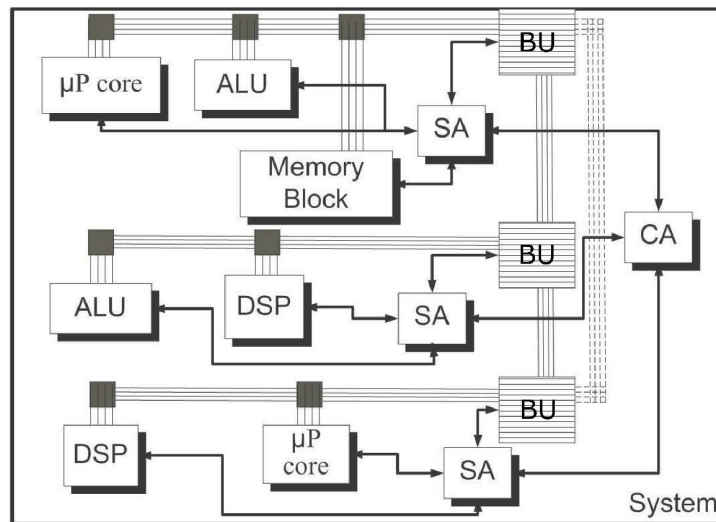 BU
µP core
ALU
SA
Memory
Block
BU
CA
ALU
DSP
SA
BU
DSP
µP
core
SA
System